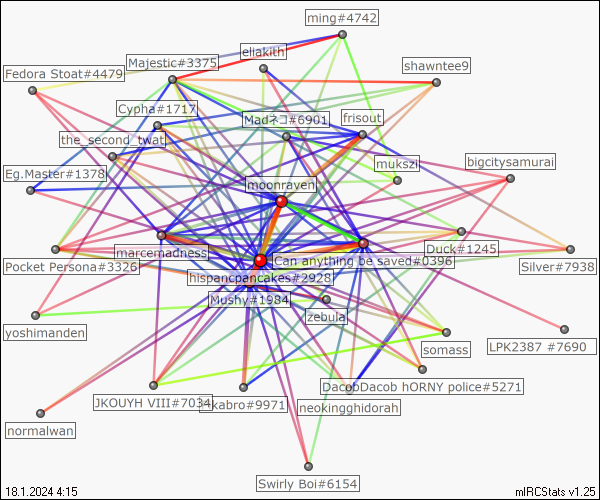 ming#4742
eliakith
Majestic#3375
shawntee9
Fedora Stoat#4479
Cypha#1717
Madネコ#6901
frisout
the_second_twat
mukszi
bigcitysamurai
Eg.Master#1378
moonraven
marcemadness
Duck#1245
Pocket Persona#3326
Can anything be saved#0396
Silver#7938
hispancpancakes#2928
Mushy#1984
zebula
yoshimanden
somass
LPK2387 #7690
DacobDacob hORNY police#5271
JKOUYH VIII#7034
kabro#9971
neokingghidorah
normalwan
Swirly Boi#6154
18.1.2024 4:15
mIRCStats v1.25